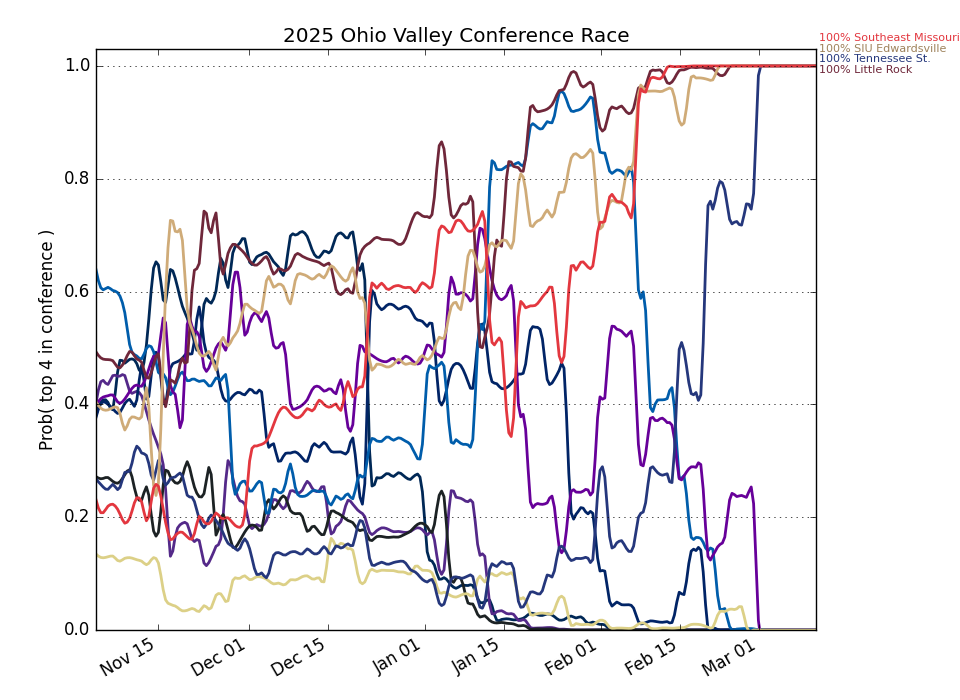 2025 Ohio Valley Conference Race
100% Southeast Missouri
100% SIU Edwardsville
100% Tennessee St.
100% Little Rock
Prob( top 4 in conference )
1.0
0.8
0.6
0.4
0.2
0.0
Nov 15
Dec 01
Dec 15
Jan 01
Jan 15
Feb 01
Feb 15
Mar 01